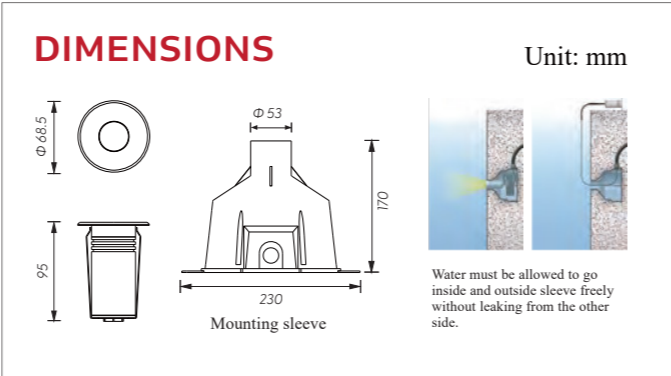 DIMENSIONS
Unit: mm
Φ 68.5
Φ 53
170
95
230
Mounting sleeve
Water must be allowed to go
inside and outside sleeve freely
without leaking from the other
side.